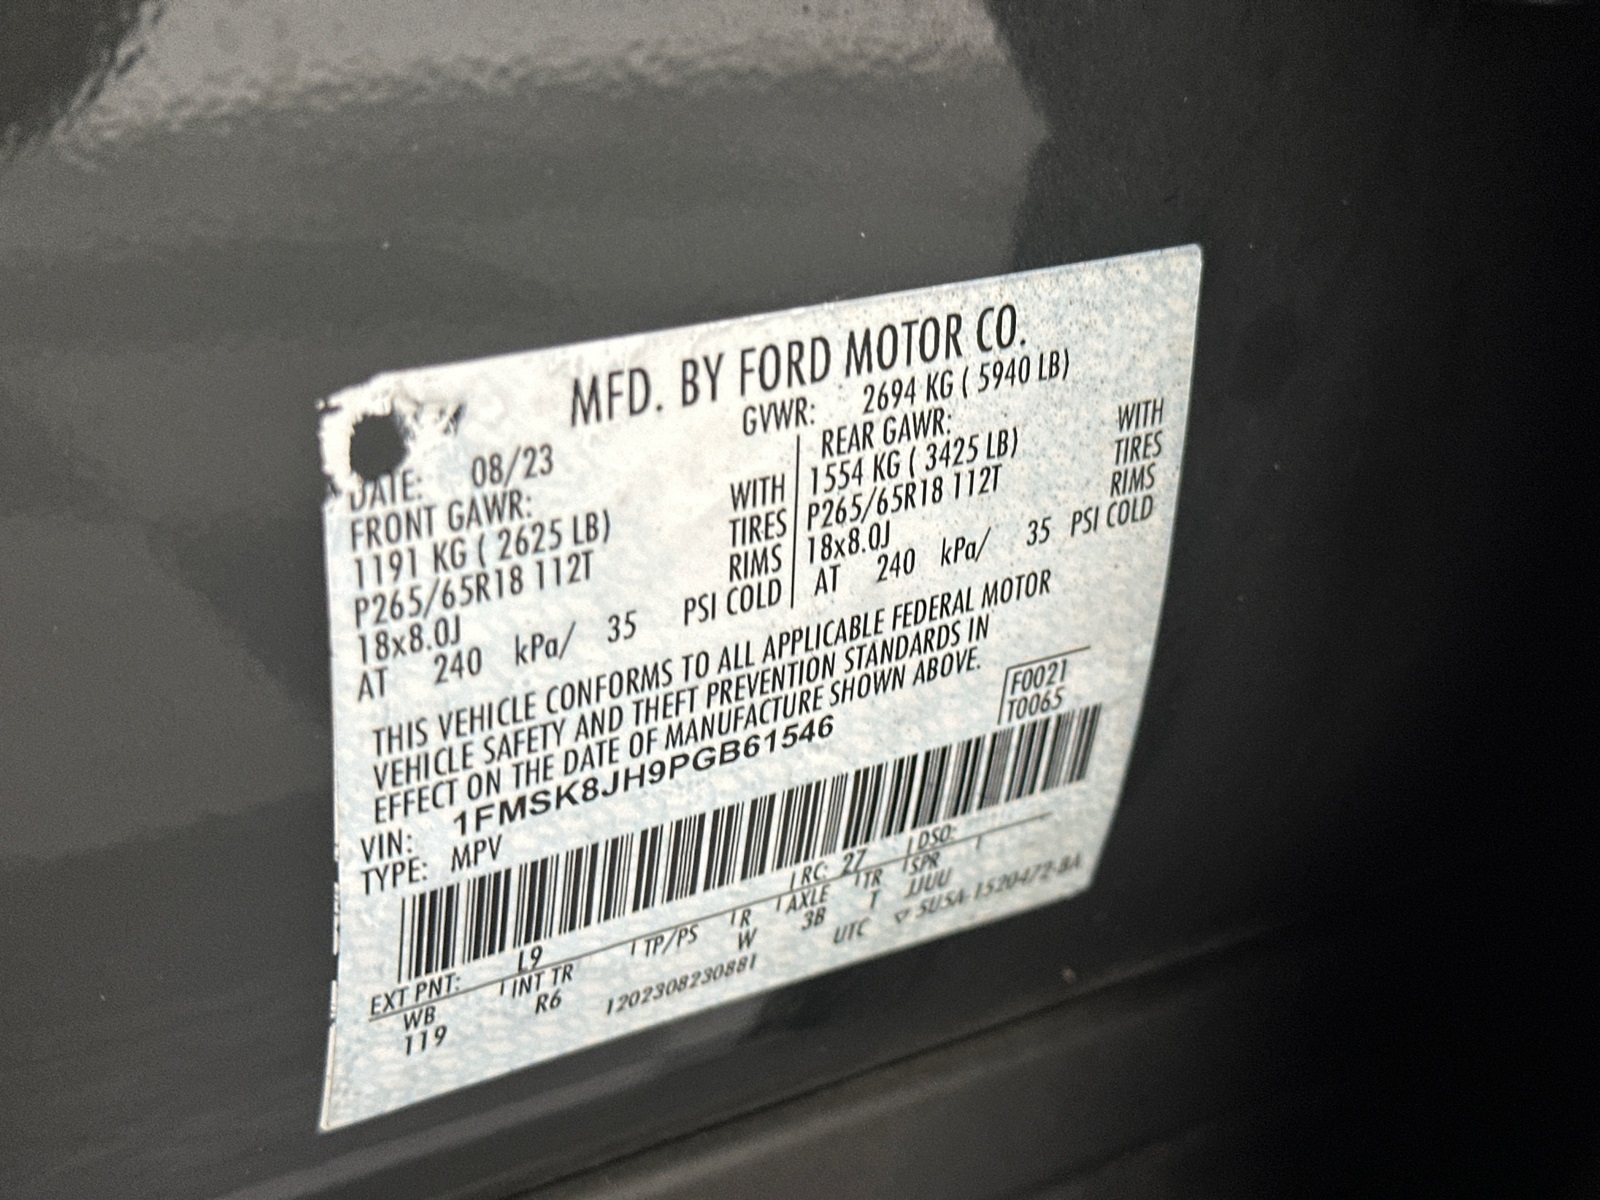 MFD. BY FORD MOTOR CO.
DATE: 08/23 GVWR: 2694 KG ( 5940 LB)
FRONT GAWR: REAR GAWR:
1191 KG ( 2625 LB) WITH 1554 KG ( 3425 LB) WITH
P265/65R18 112T TIRES P265/65R18 112T TIRES
18x8.0J RIMS 18x8.0J RIMS
AT 240 kPa/ 35 PSI COLD AT 240 kPa/ 35 PSI COLD
THIS VEHICLE CONFORMS TO ALL APPLICABLE FEDERAL MOTOR
VEHICLE SAFETY AND THEFT PREVENTION STANDARDS IN
EFFECT ON THE DATE OF MANUFACTURE SHOWN ABOVE.
VIN: 1FMSK8JH9PGB61546 F0021
TYPE: MPV T0065
EXT PNT: L9 RC: 27 DSO:
WB INT TR TP/PS R AXLE TR SPR
119 R6 W 3B T JJUU
1202308230881 UTC ▽ 5U5A-1520472-BA